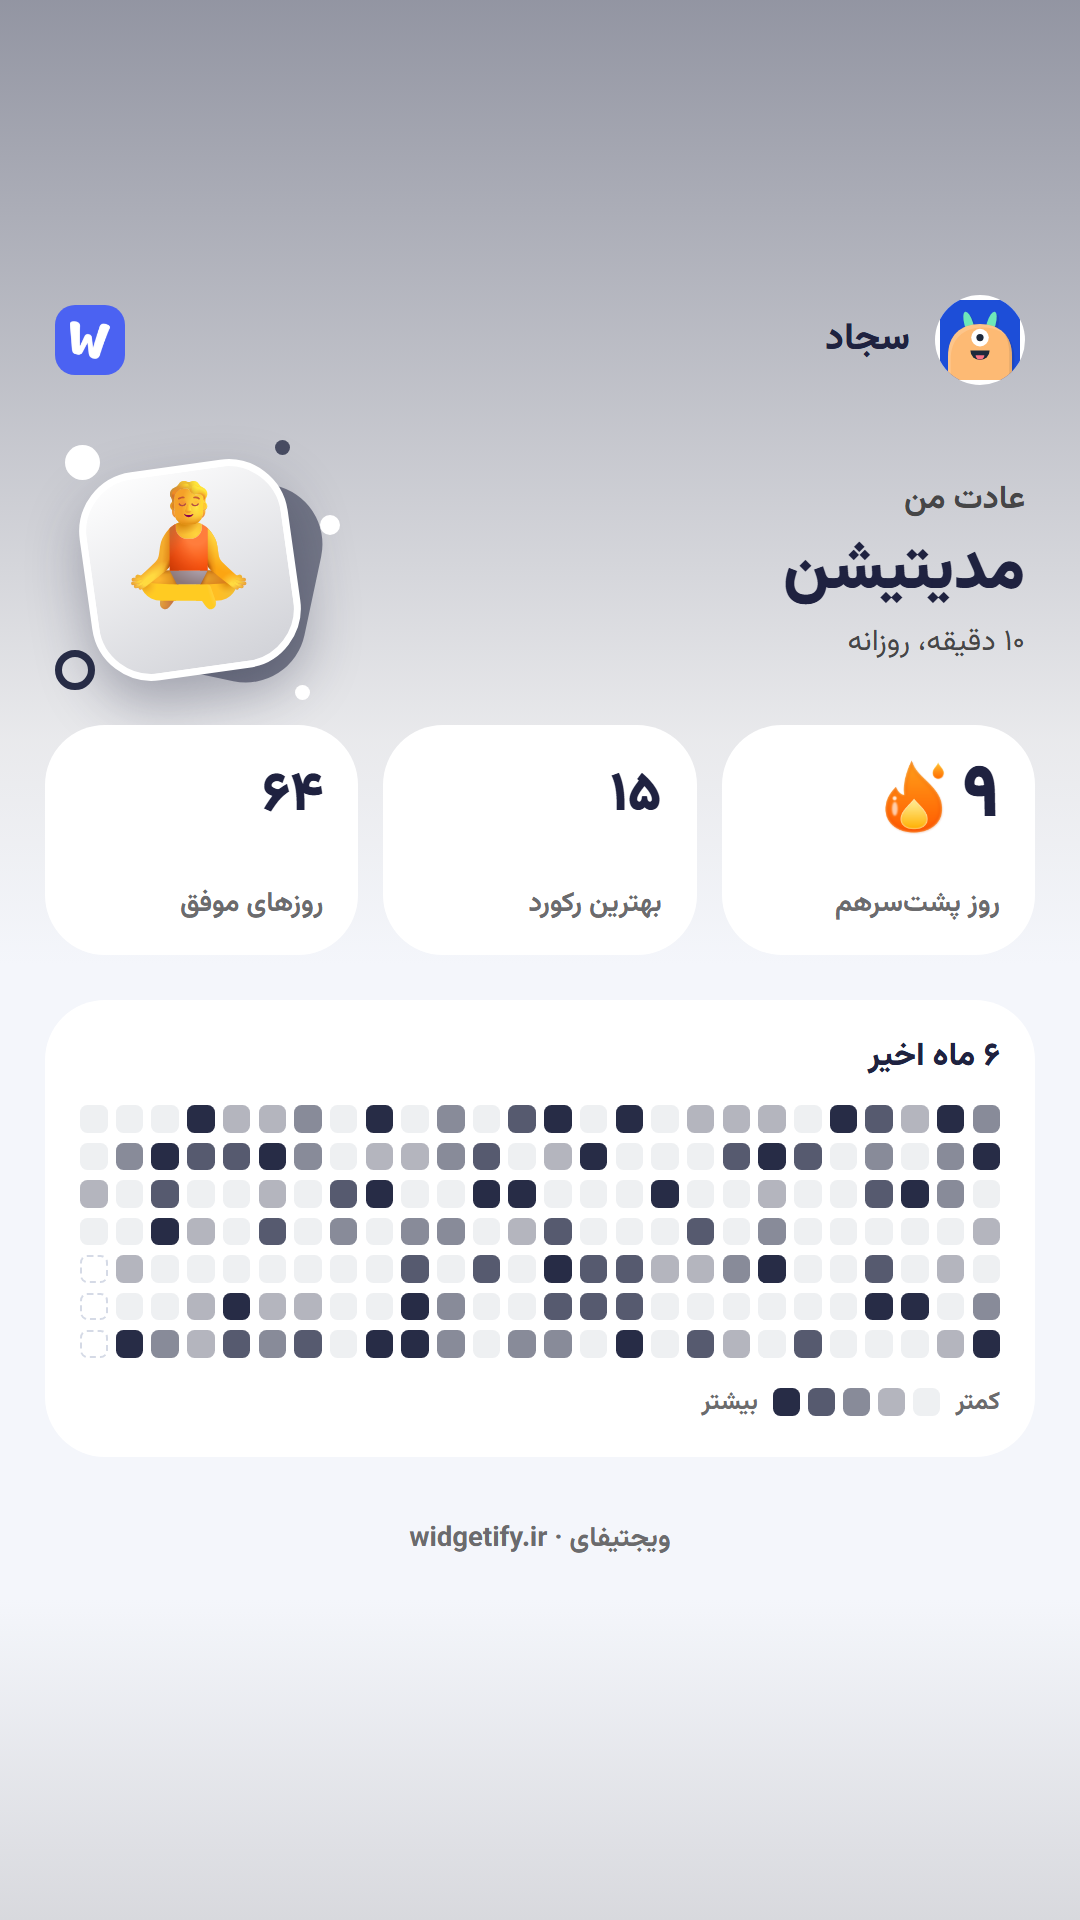 سجاد
W
عادت من
مدیتیشن
۱۰ دقیقه، روزانه
۹
روز پشت‌سرهم
۱۵
بهترین رکورد
۶۴
روزهای موفق
۶ ماه اخیر
کمتر بیشتر
ویجتیفای · widgetify.ir